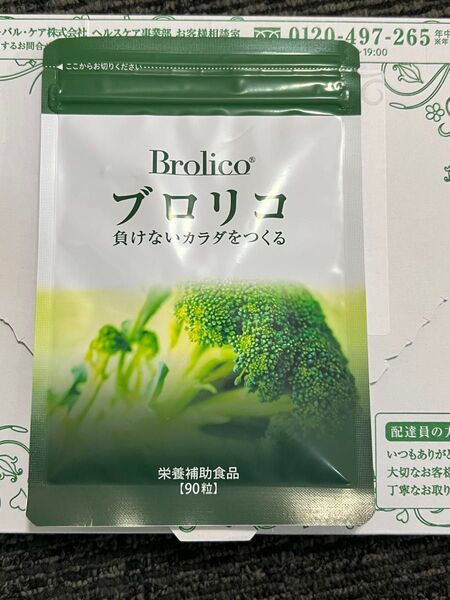 バル・ケア株式会社 ヘルスケア事業部 お客様相談室
0120-497-265
するお問合
19:00
ここからお切りください
Brolico®
ブロリコ
負けないカラダをつくる
栄養補助食品
【90粒】
配達員の方
いつもありが
大切なお客様
丁寧なお取り